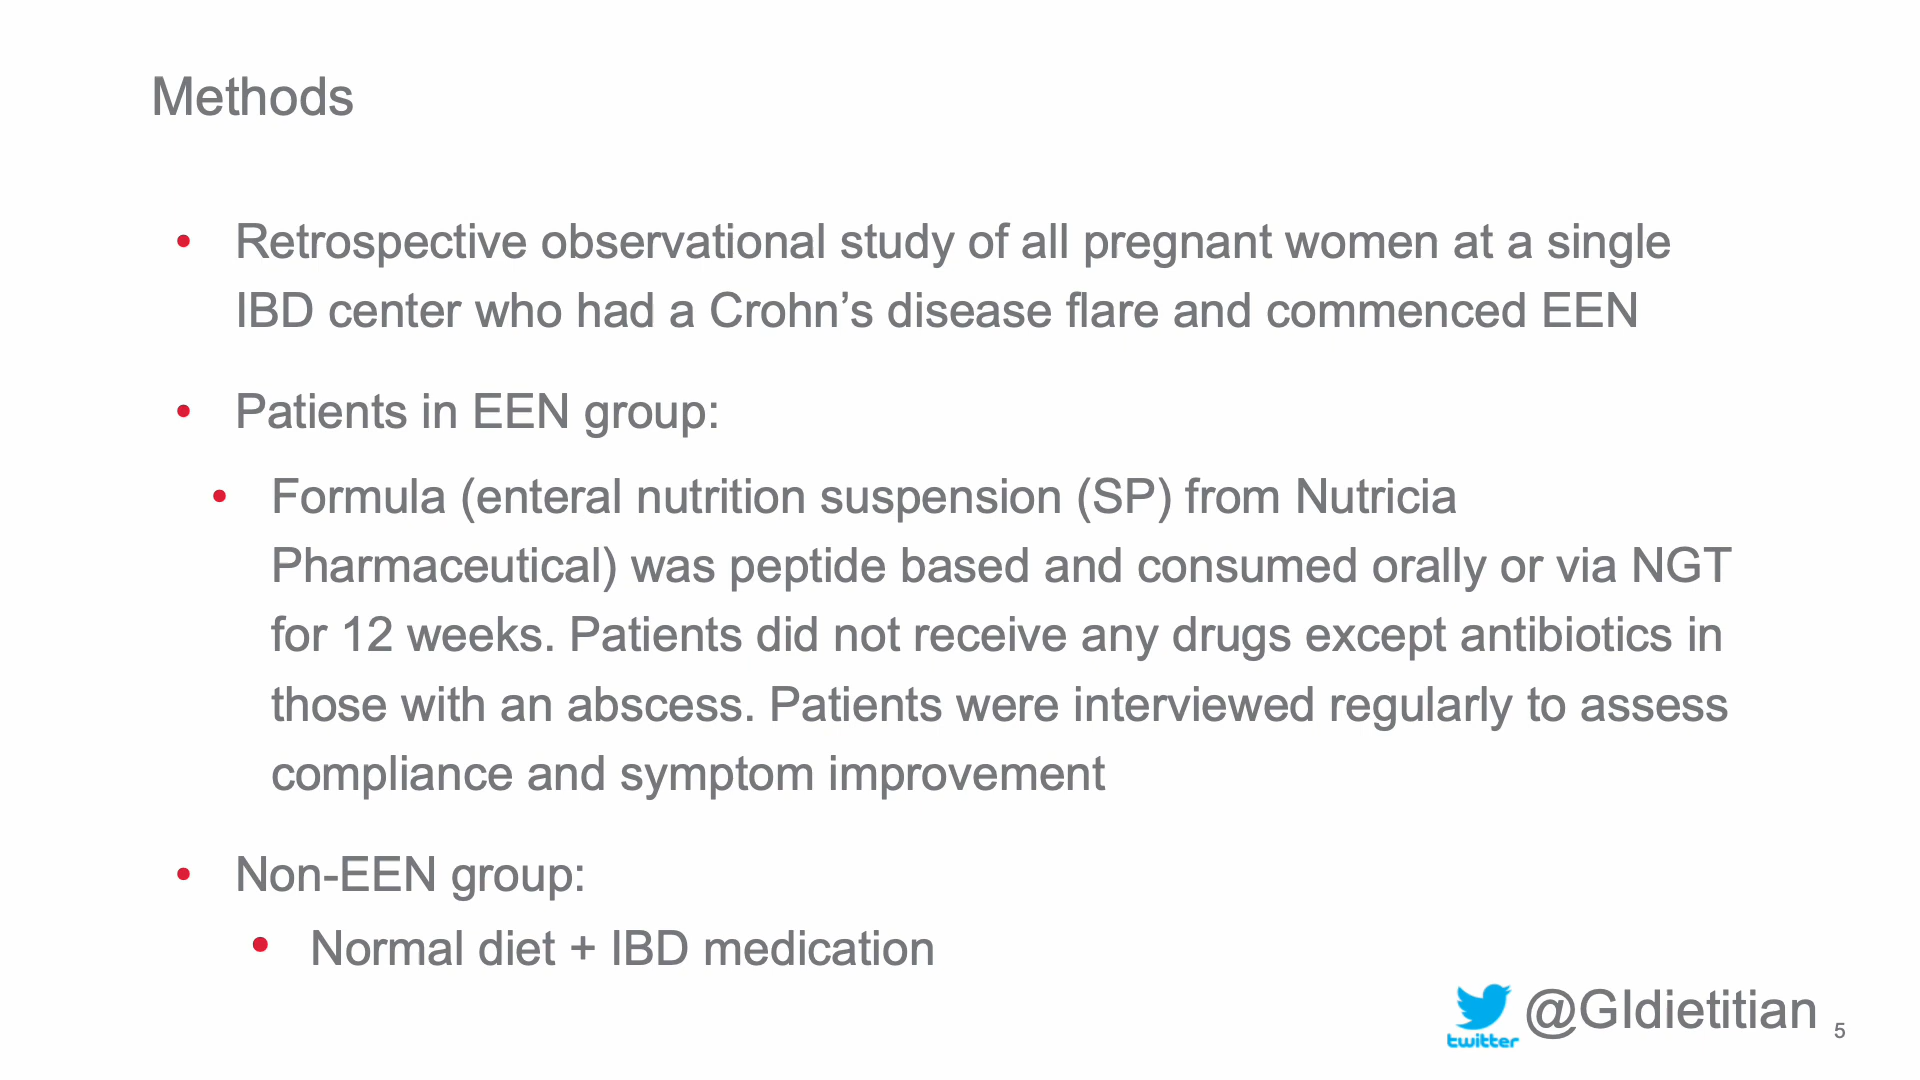 Methods
• Retrospective observational study of all pregnant women at a single
IBD center who had a Crohn’s disease flare and commenced EEN
• Patients in EEN group:
• Formula (enteral nutrition suspension (SP) from Nutricia
Pharmaceutical) was peptide based and consumed orally or via NGT
for 12 weeks. Patients did not receive any drugs except antibiotics in
those with an abscess. Patients were interviewed regularly to assess
compliance and symptom improvement
• Non-EEN group:
• Normal diet + IBD medication
twitter @GIdietitian 5